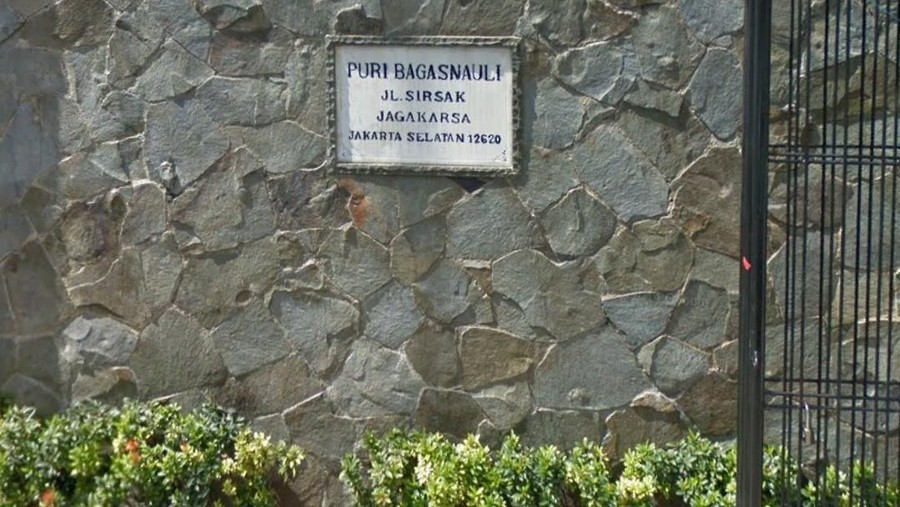 PURI BAGASNAULI
JL.SIRSAK
JAGAKARSA
JAKARTA SELATAN 12620